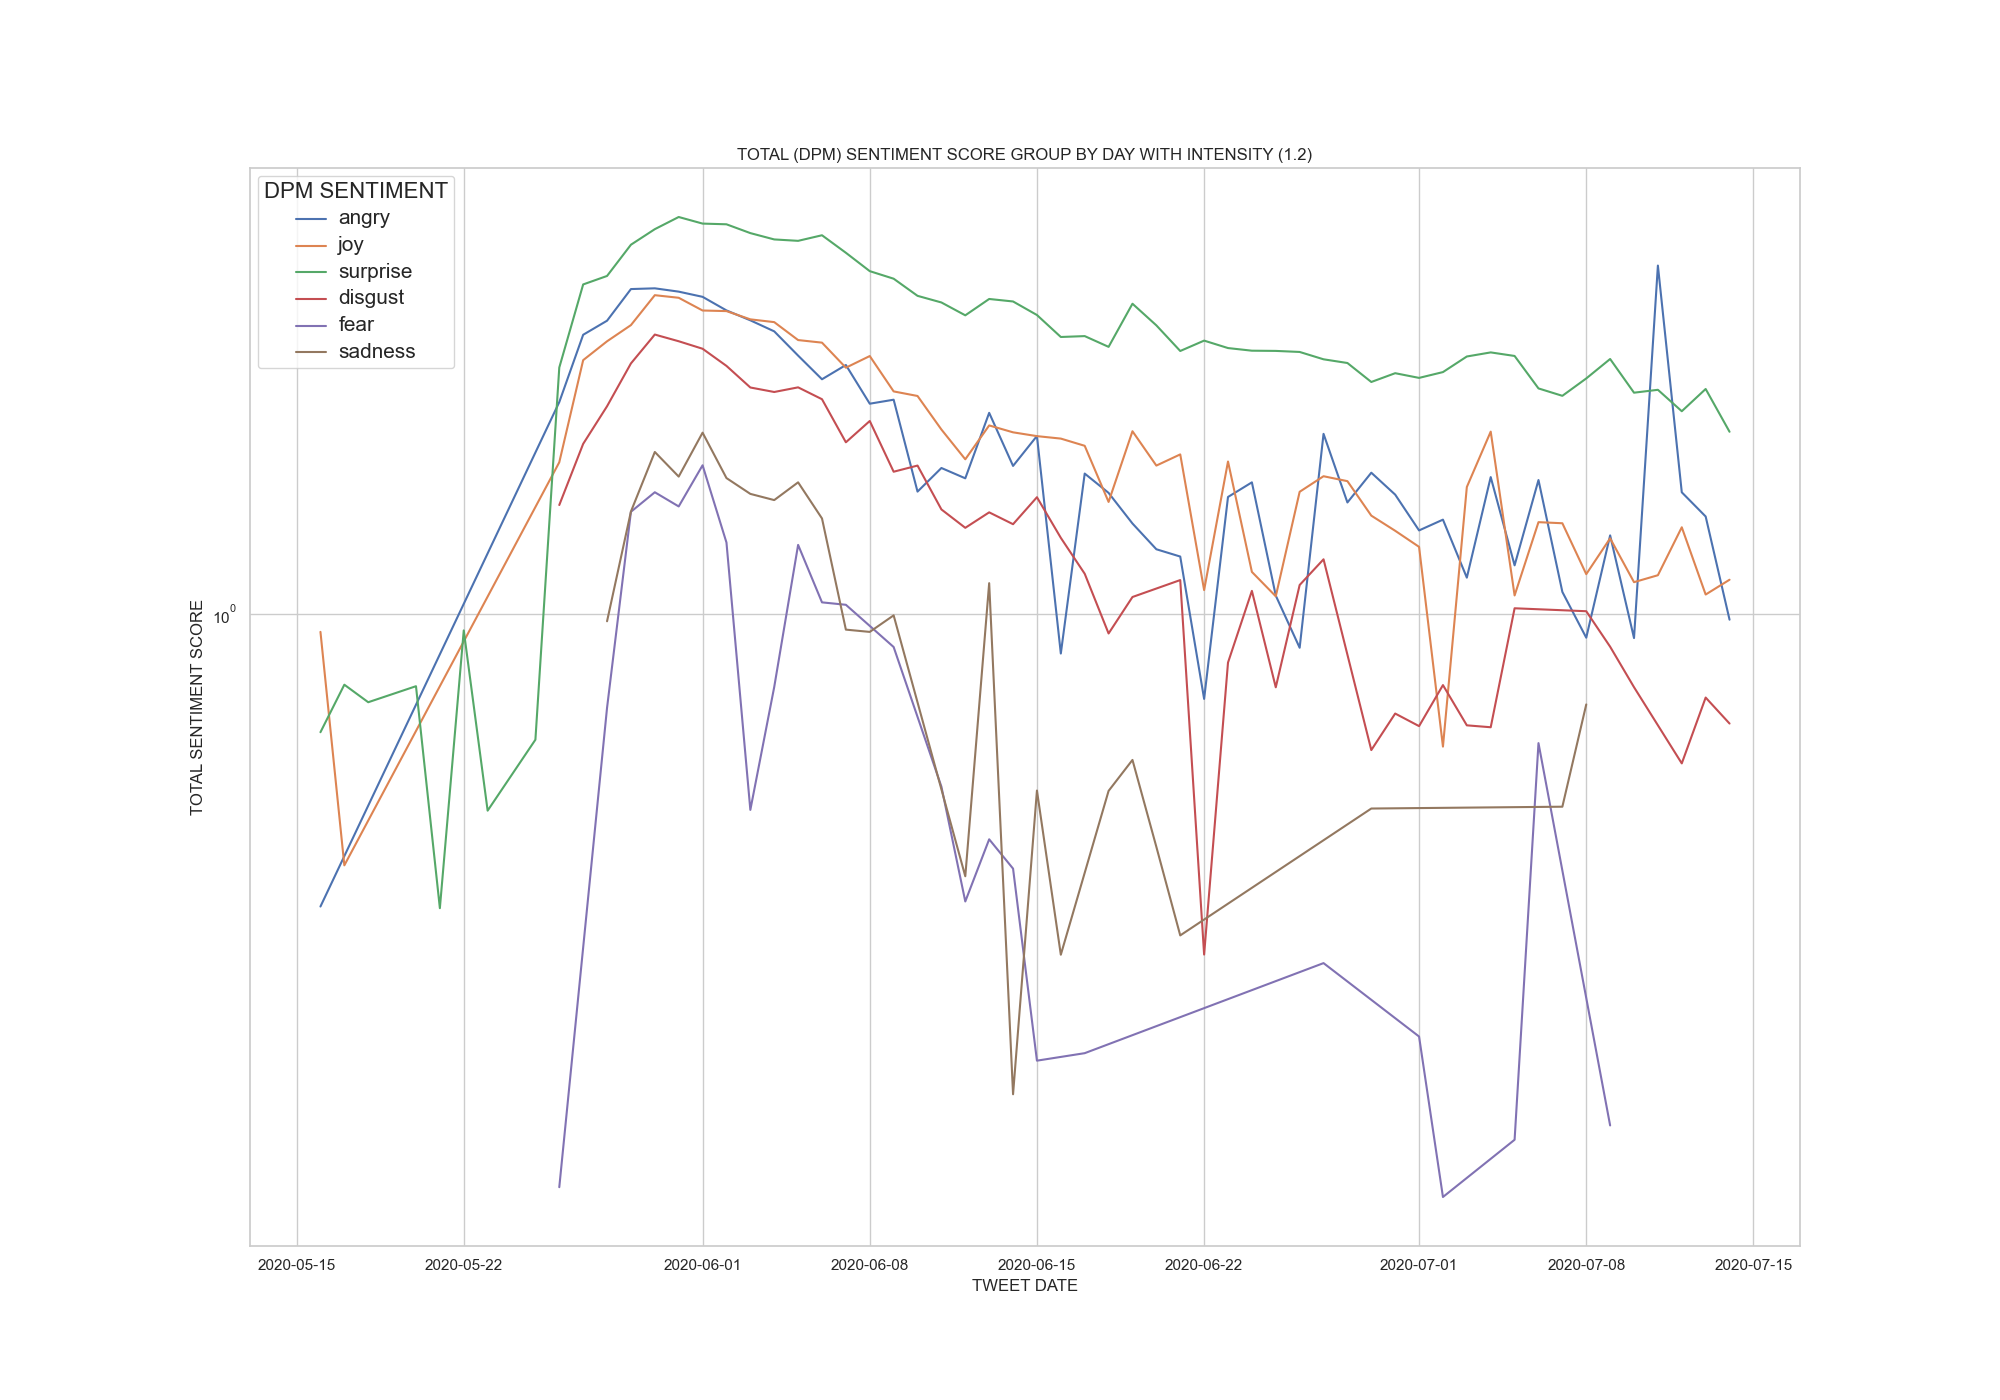 TOTAL (DPM) SENTIMENT SCORE GROUP BY DAY WITH INTENSITY (1.2)
DPM SENTIMENT
angry
joy
surprise
disgust
fear
sadness
TOTAL SENTIMENT SCORE
10^0
2020-05-15 2020-05-22 2020-06-01 2020-06-08 2020-06-15 2020-06-22 2020-07-01 2020-07-08 2020-07-15
TWEET DATE